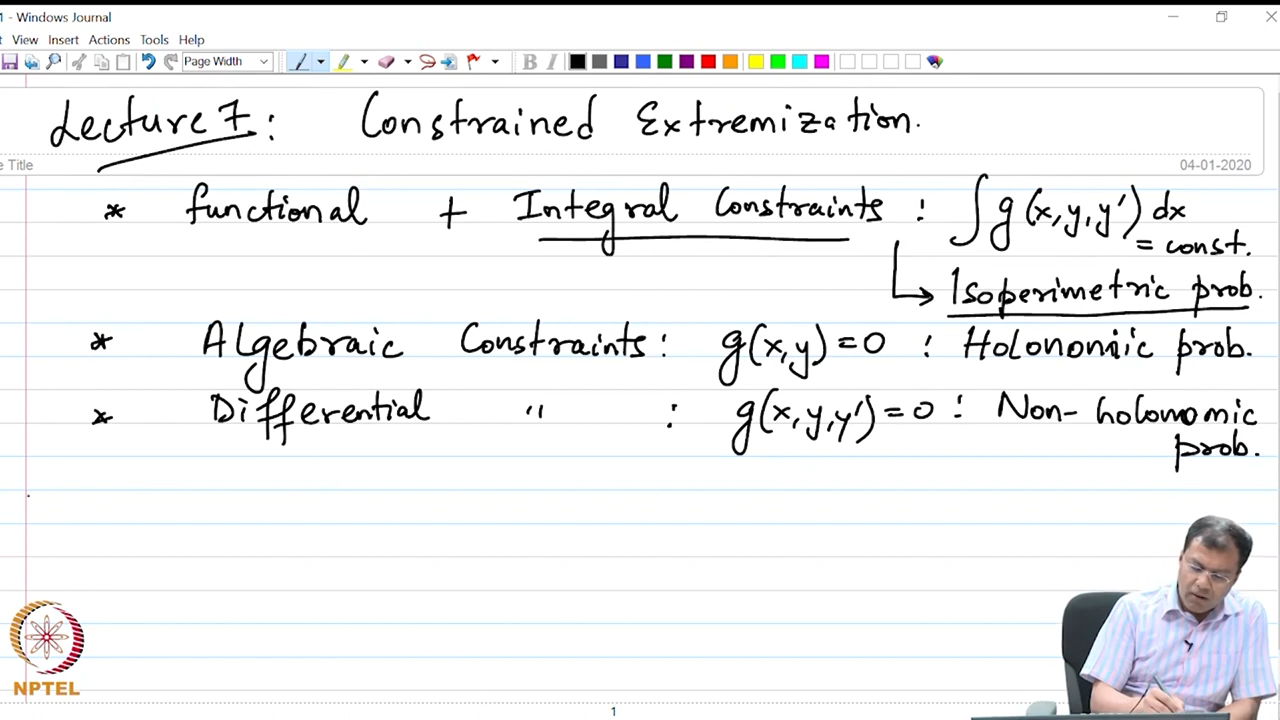 1 - Windows Journal
View Insert Actions Tools Help
Page Width B I
Lecture 7: Constrained Extremization.
e Title 04-01-2020
* functional + Integral Constraints : ∫g(x,y,y') dx
= const.
↳ Isoperimetric prob.
* Algebraic Constraints: g(x,y)=0 : Holonomic prob.
* Differential " : g(x,y,y')=0 : Non-holonomic
prob.
NPTEL
1